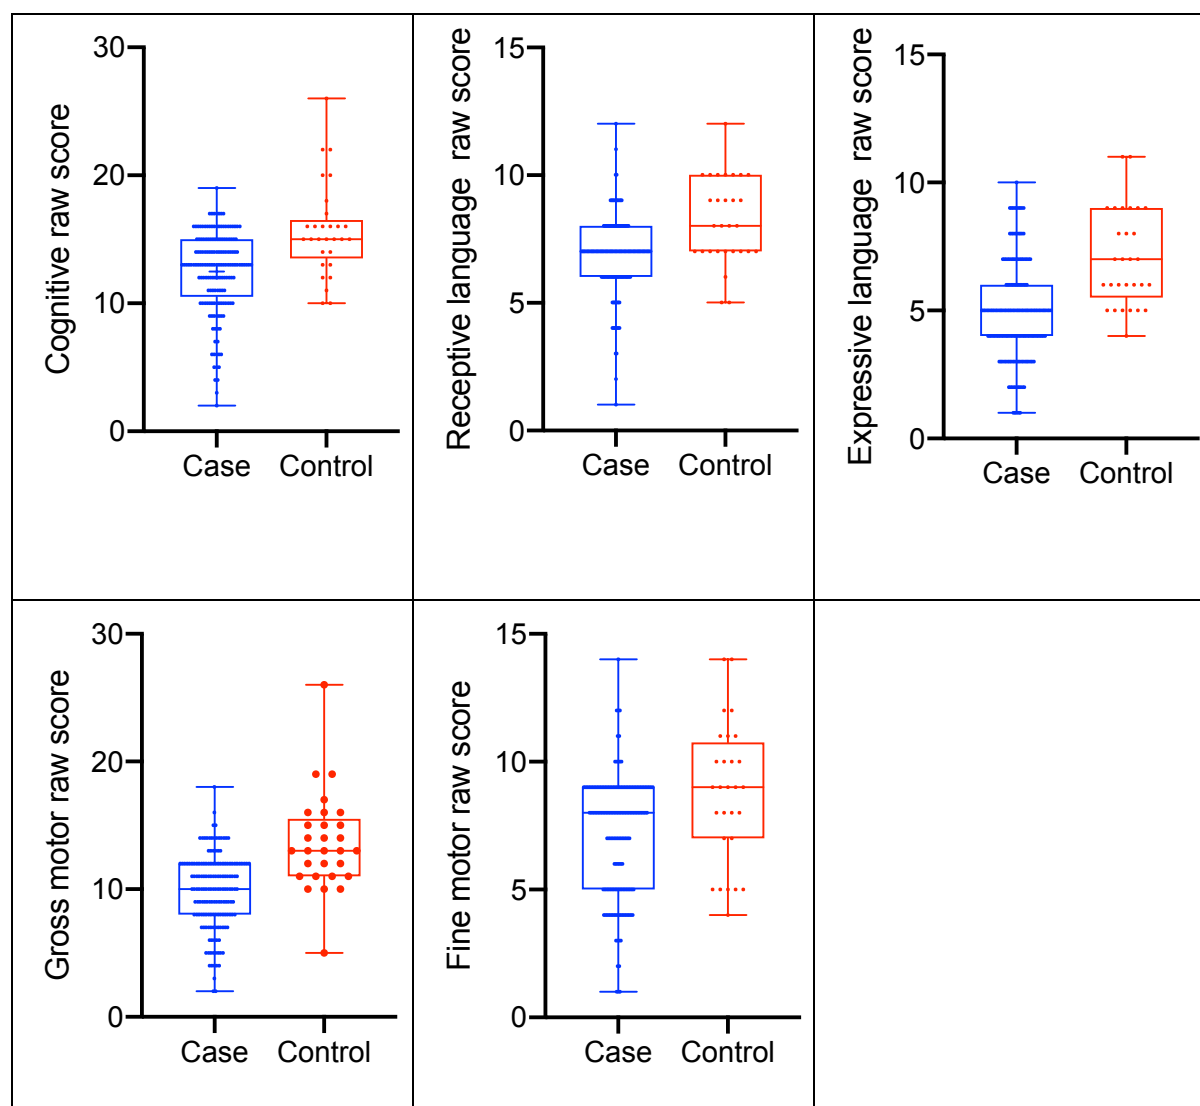 Cognitive raw score
30
20
10
0
Case Control
Receptive language  raw score
15
10
5
0
Case Control
Expressive language  raw score
15
10
5
0
Case Control
Gross motor raw score
30
20
10
0
Case Control
Fine motor raw score
15
10
5
0
Case Control